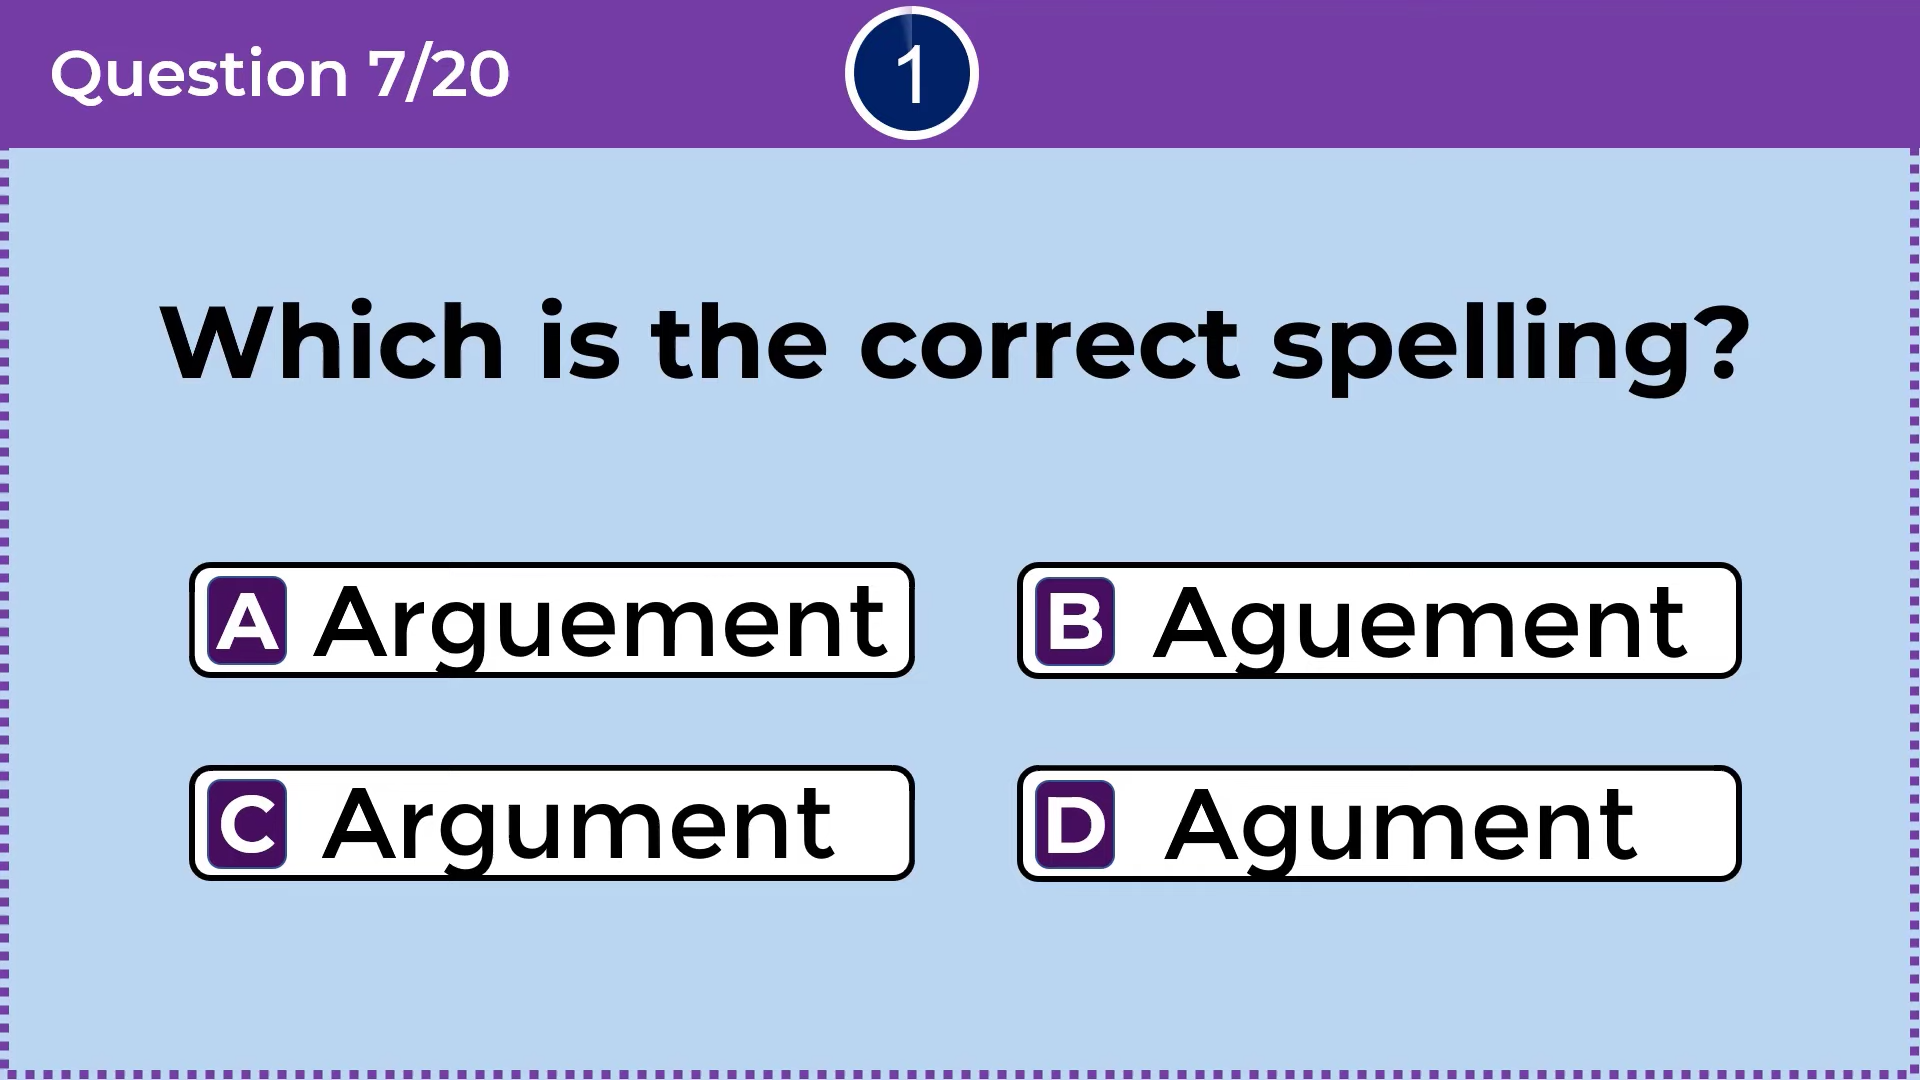 Question 7/20
1
Which is the correct spelling?
A Arguement
B Aguement
C Argument
D Agument